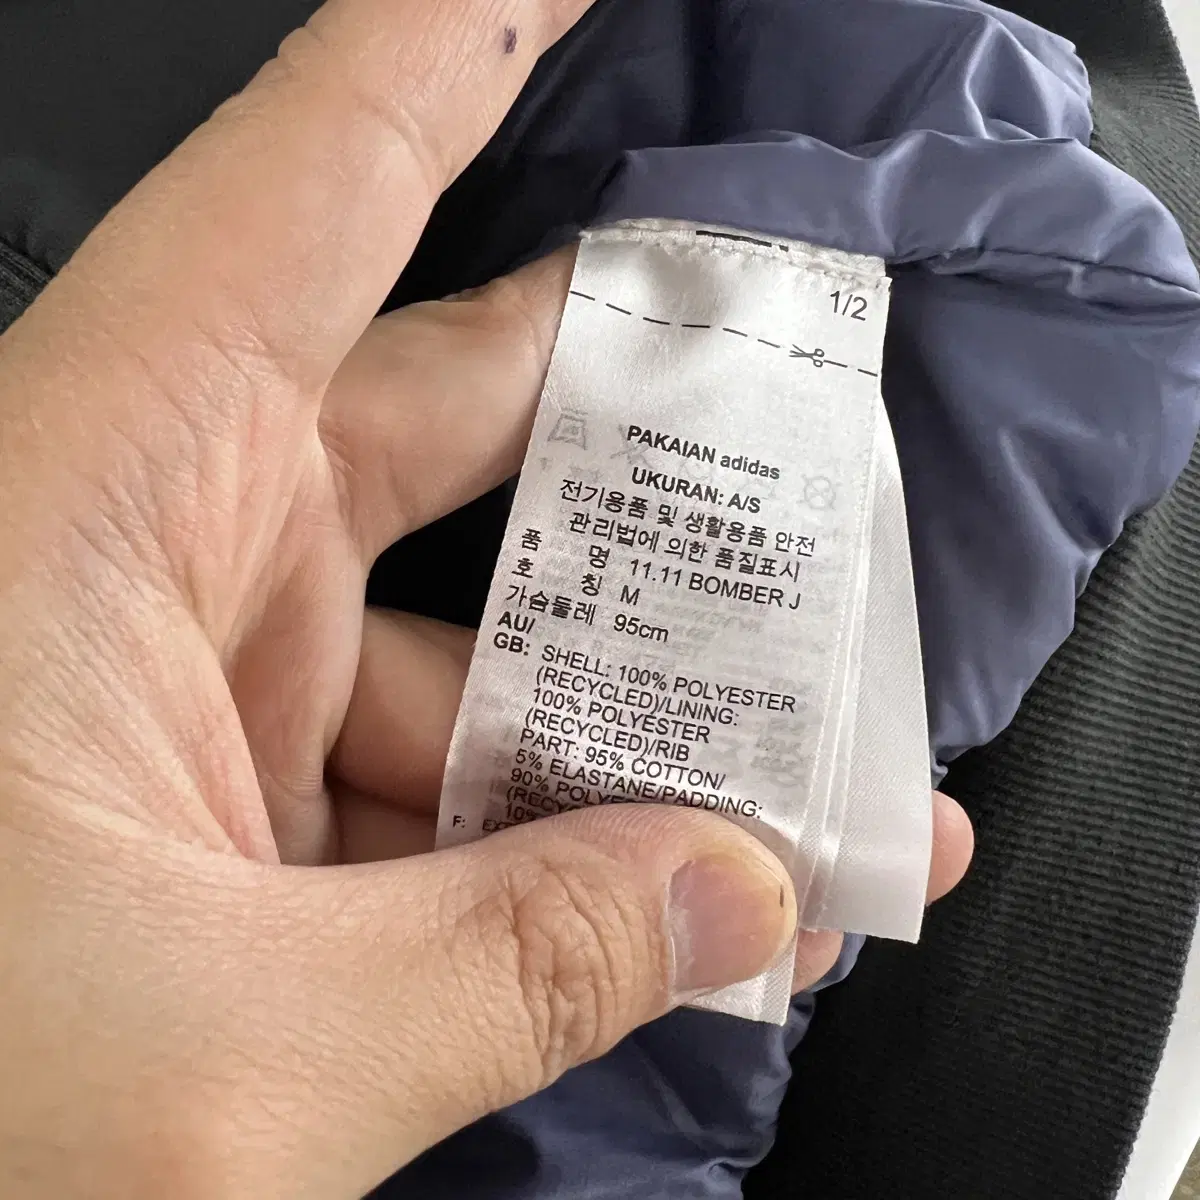 1/2
PAKAIAN adidas
UKURAN: A/S
전기용품 및 생활용품 안전
관리법에 의한 품질표시
품 명 11.11 BOMBER J
호 칭 M
가슴둘레 95cm
AU/
GB: SHELL: 100% POLYESTER
(RECYCLED)/LINING:
100% POLYESTER
(RECYCLED)/RIB
PART: 95% COTTON/
5% ELASTANE/PADDING:
90%
F: